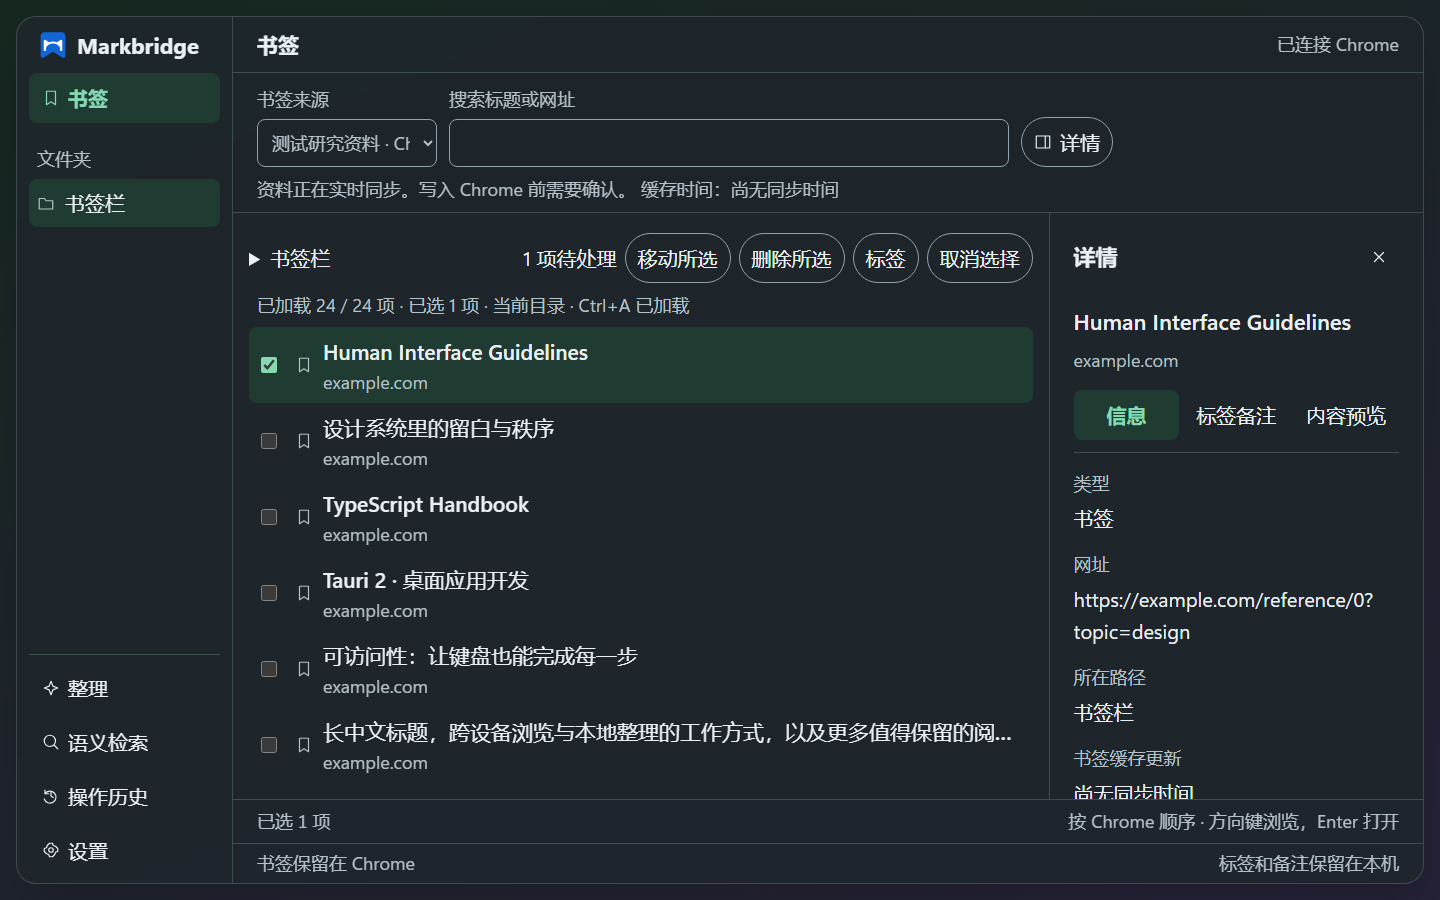 Markbridge
书签
文件夹
书签栏
整理
语义检索
操作历史
设置
书签
已连接 Chrome
书签来源
搜索标题或网址
测试研究资料 · Ch
详情
资料正在实时同步。写入 Chrome 前需要确认。 缓存时间：尚无同步时间
书签栏
1 项待处理
移动所选
删除所选
标签
取消选择
已加载 24 / 24 项 · 已选 1 项 · 当前目录 · Ctrl+A 已加载
Human Interface Guidelines
example.com
设计系统里的留白与秩序
example.com
TypeScript Handbook
example.com
Tauri 2 · 桌面应用开发
example.com
可访问性：让键盘也能完成每一步
example.com
长中文标题，跨设备浏览与本地整理的工作方式，以及更多值得保留的阅...
example.com
详情
Human Interface Guidelines
example.com
信息
标签备注
内容预览
类型
书签
网址
https://example.com/reference/0?
topic=design
所在路径
书签栏
书签缓存更新
尚无同步时间
已选 1 项
按 Chrome 顺序 · 方向键浏览，Enter 打开
书签保留在 Chrome
标签和备注保留在本机